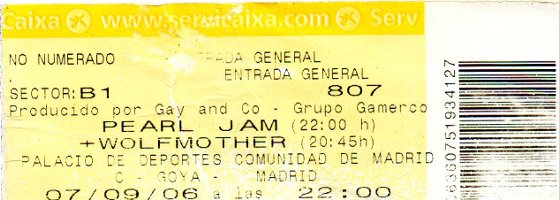 Caixa www.servicaixa.com Serv
NO NUMERADO ENTRADA GENERAL
ENTRADA GENERAL
SECTOR: B1 807
Producido por Gay and Co - Grupo Gamerco
PEARL JAM (22:00 h)
+WOLFMOTHER (20:45h)
PALACIO DE DEPORTES COMUNIDAD DE MADRID
C - GOYA - MADRID
07/09/06 a las 22:00